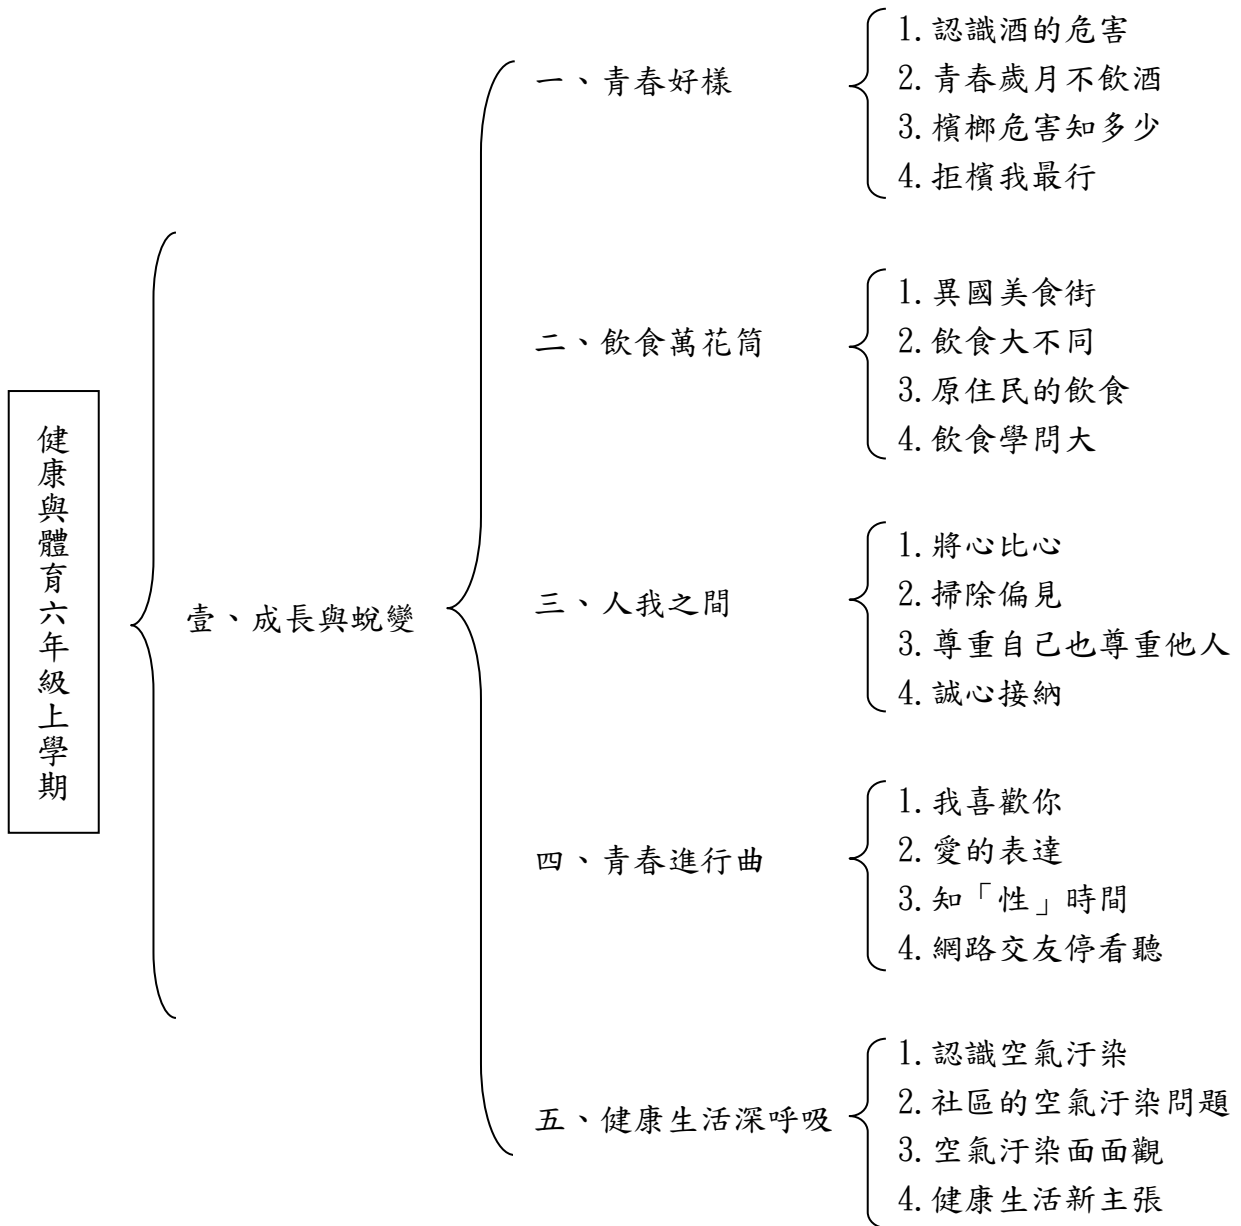 健康與體育六年級上學期
壹、成長與蛻變
一、青春好樣
1.認識酒的危害
2.青春歲月不飲酒
3.檳榔危害知多少
4.拒檳我最行
二、飲食萬花筒
1.異國美食街
2.飲食大不同
3.原住民的飲食
4.飲食學問大
三、人我之間
1.將心比心
2.掃除偏見
3.尊重自己也尊重他人
4.誠心接納
四、青春進行曲
1.我喜歡你
2.愛的表達
3.知「性」時間
4.網路交友停看聽
五、健康生活深呼吸
1.認識空氣汙染
2.社區的空氣汙染問題
3.空氣汙染面面觀
4.健康生活新主張